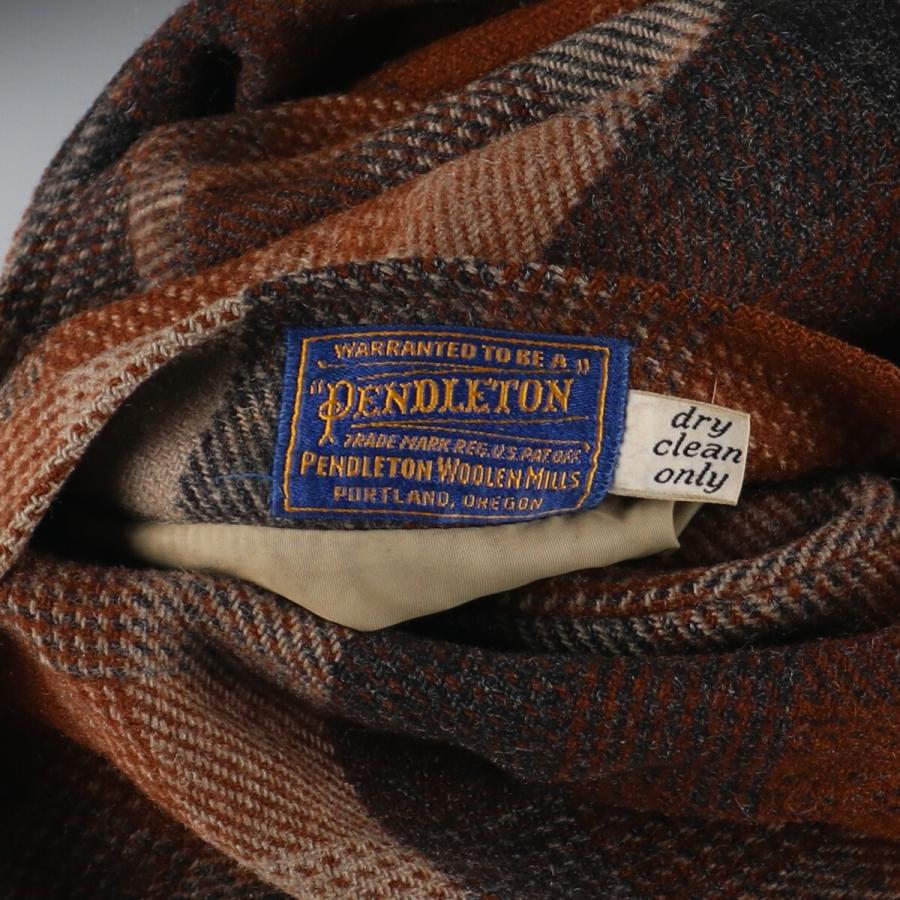 WARRANTED TO BE A
"PENDLETON"
TRADE MARK-REG. U.S. PAT OFF.
PENDLETON WOOLEN MILLS
PORTLAND, OREGON
dry
clean
only